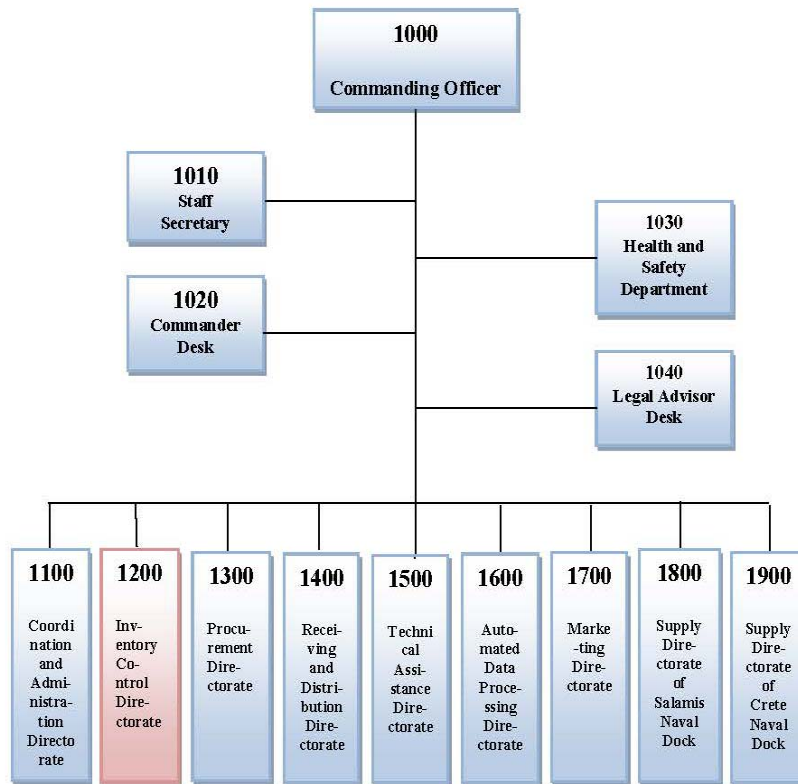 1000
Commanding Officer
1010
Staff
Secretary
1030
Health and
Safety
Department
1020
Commander
Desk
1040
Legal Advisor
Desk
1100
Coordi
nation
and
Admini-
stra-
tion
Directo
rate
1200
Inv-
entory
Co-
ntrol
Dire-
ctorate
1300
Procu-
rement
Dire-
ctorate
1400
Recei-
ving
and
Distri-
bution
Dire-
ctorate
1500
Techni
cal
Assi-
stance
Dire-
ctorate
1600
Auto-
mated
Data
Proce-
ssing
Dire-
ctorate
1700
Marke
-ting
Dire-
ctorate
1800
Supply
Dire-
ctorate
of
Salamis
Naval
Dock
1900
Supply
Dire-
ctorate
of
Crete
Naval
Dock